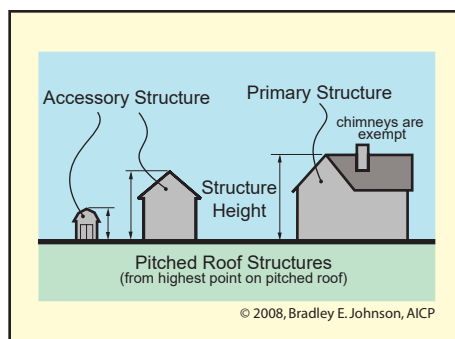 Accessory Structure
Primary Structure
chimneys are
exempt
Structure
Height
Pitched Roof Structures
(from highest point on pitched roof)
© 2008, Bradley E. Johnson, AICP